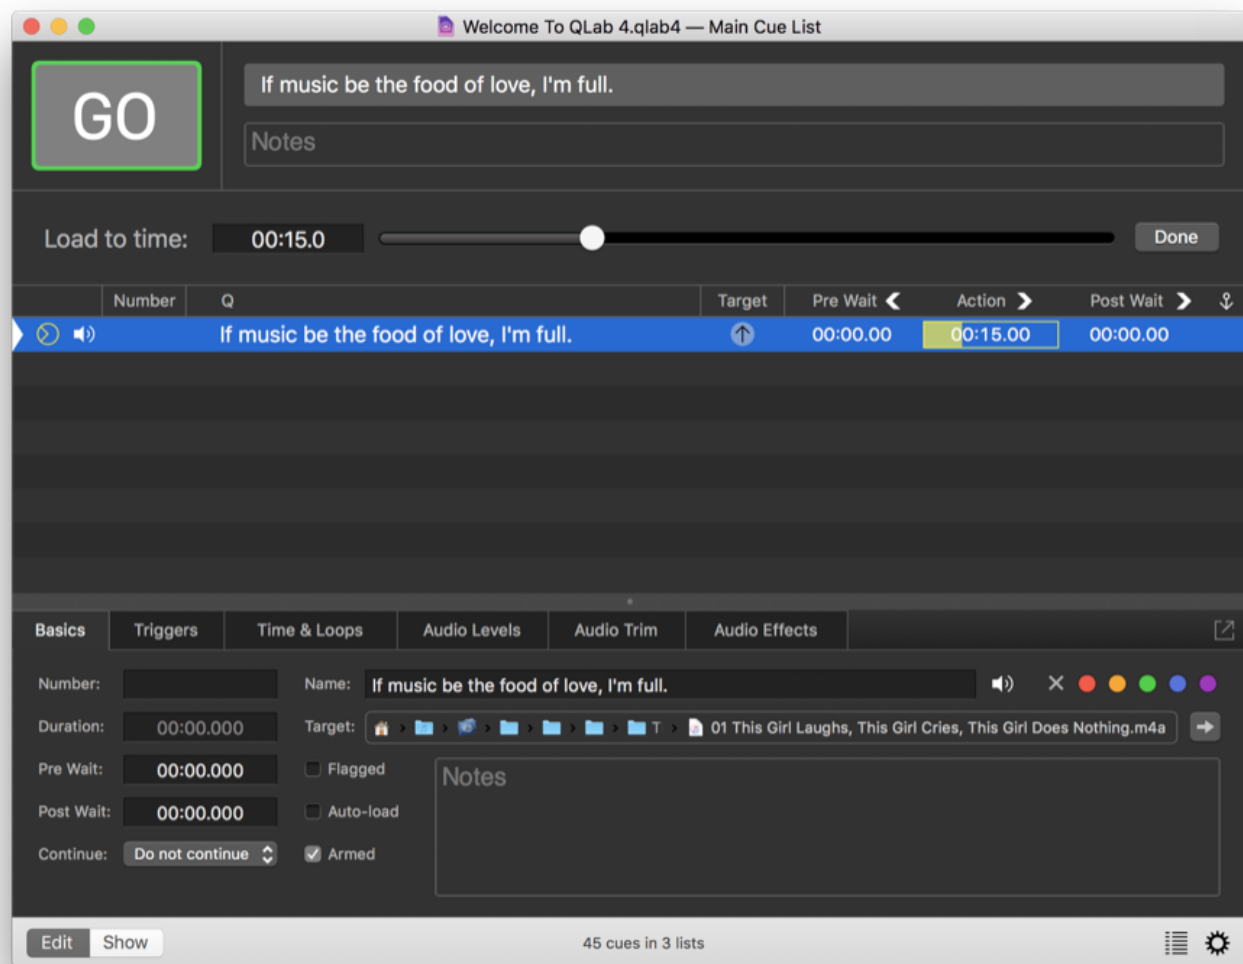 Welcome To QLab 4.qlab4 — Main Cue List
GO
If music be the food of love, I'm full.
Notes
Load to time: 00:15.0 Done
Number Q Target Pre Wait Action Post Wait
If music be the food of love, I'm full. 00:00.00 00:15.00 00:00.00
Basics Triggers Time & Loops Audio Levels Audio Trim Audio Effects
Number: Name: If music be the food of love, I'm full.
Duration: 00:00.000 Target: T 01 This Girl Laughs, This Girl Cries, This Girl Does Nothing.m4a
Pre Wait: 00:00.000 Flagged Notes
Post Wait: 00:00.000 Auto-load
Continue: Do not continue Armed
Edit Show 45 cues in 3 lists